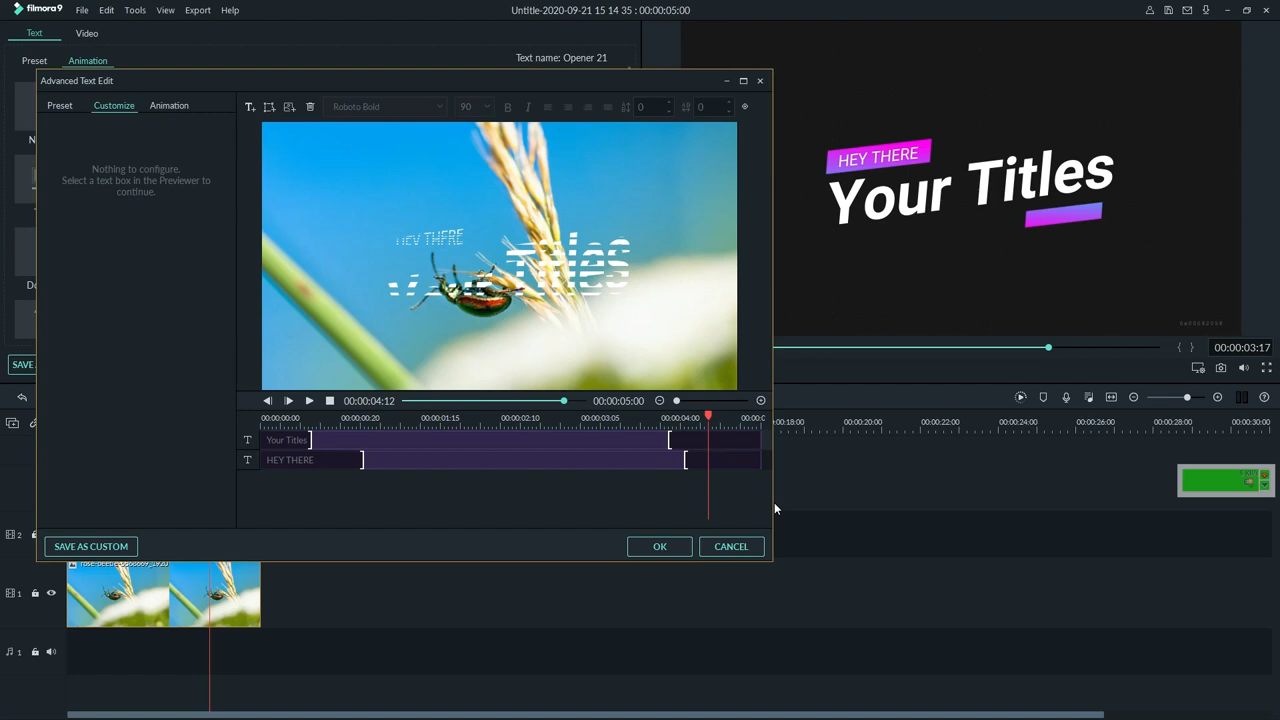 filmora9
File Edit Tools View Export Help
Untitle-2020-09-21 15 14 35 : 00:00:05:00
Text Video
Preset Animation
Text name: Opener 21
Advanced Text Edit
Preset Customize Animation
Roboto Bold 90 B I 0 0
Nothing to configure.
Select a text box in the Previewer to
continue.
HEY THERE
Titles
HEY THERE
Your Titles
00:00:03:17
00:00:04:12
00:00:05:00
00:00:00:00 00:00:00:20 00:00:01:15 00:00:02:10 00:00:03:05 00:00:04:00
T Your Titles
T HEY THERE
SAVE AS CUSTOM OK CANCEL
:00:18:00 00:00:20:00 00:00:22:00 00:00:24:00 00:00:26:00 00:00:28:00 00:00:30:00
2
1
1